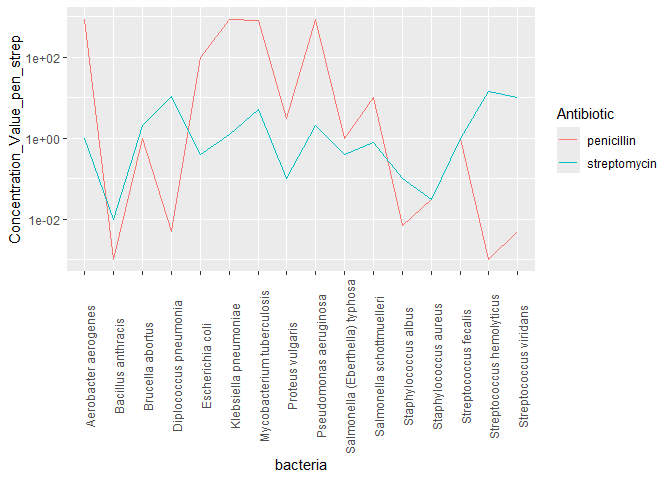 Concentration_Value_pen_strep
1e+02
1e+00
1e-02
Aerobacter aerogenes
Bacillus anthracis
Brucella abortus
Diplococcus pneumonia
Escherichia coli
Klebsiella pneumoniae
Mycobacterium tuberculosis
Proteus vulgaris
Pseudomonas aeruginosa
Salmonella (Eberthella) typhosa
Salmonella schottmuelleri
Staphylococcus albus
Staphylococcus aureus
Streptococcus fecalis
Streptococcus hemolyticus
Streptococcus viridans
bacteria
Antibiotic
penicillin
streptomycin